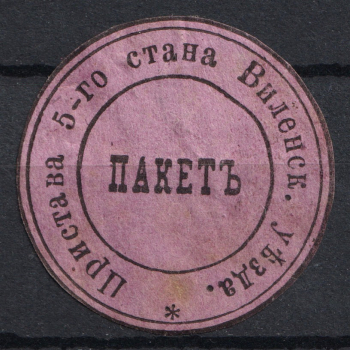 Пристава 5-го стана Виленск. уѣзда.
ПАКЕТЪ
*